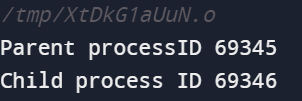 /tmp/XtDkG1aUuN.o
Parent processID 69345
Child process ID 69346